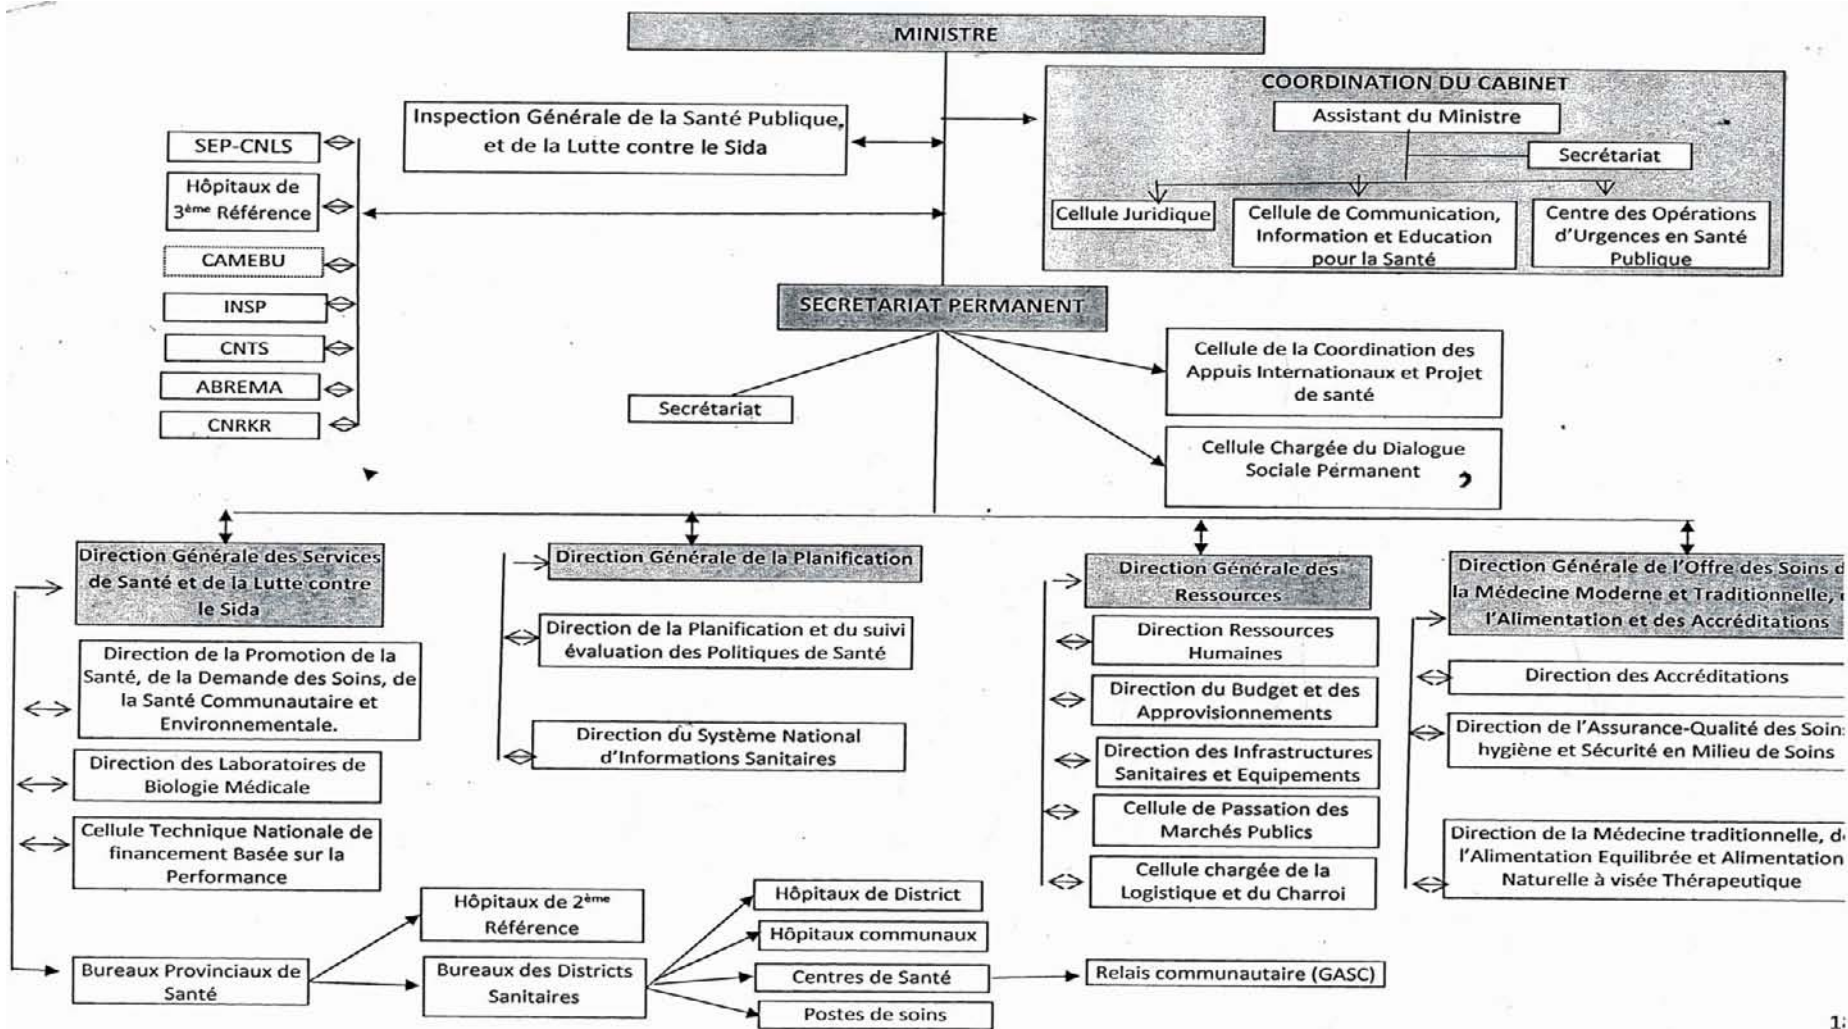 MINISTRE
COORDINATION DU CABINET
Assistant du Ministre
Secrétariat
Cellule Juridique
Cellule de Communication,
Information et Education
pour la Santé
Centre des Opérations
d'Urgences en Santé
Publique
Inspection Générale de la Santé Publique,
et de la Lutte contre le Sida
SEP-CNLS
Hôpitaux de
3ème Référence
CAMEBU
INSP
CNTS
ABREMA
CNRKR
SECRETARIAT PERMANENT
Secrétariat
Cellule de la Coordination des
Appuis Internationaux et Projet
de santé
Cellule Chargée du Dialogue
Sociale Permanent
Direction Générale des Services
de Santé et de la Lutte contre
le Sida
Direction de la Promotion de la
Santé, de la Demande des Soins, de
la Santé Communautaire et
Environnementale.
Direction des Laboratoires de
Biologie Médicale
Cellule Technique Nationale de
financement Basée sur la
Performance
Bureaux Provinciaux de
Santé
Hôpitaux de 2ème
Référence
Bureaux des Districts
Sanitaires
Hôpitaux de District
Hôpitaux communaux
Centres de Santé
Postes de soins
Relais communautaire (GASC)
Direction Générale de la Planification
Direction de la Planification et du suivi
évaluation des Politiques de Santé
Direction du Système National
d'Informations Sanitaires
Direction Générale des
Ressources
Direction Ressources
Humaines
Direction du Budget et des
Approvisionnements
Direction des Infrastructures
Sanitaires et Equipements
Cellule de Passation des
Marchés Publics
Cellule chargée de la
Logistique et du Charroi
Direction Générale de l'Offre des Soins
la Médecine Moderne et Traditionnelle,
l'Alimentation et des Accréditations
Direction des Accréditations
Direction de l'Assurance-Qualité des Soin
hygiène et Sécurité en Milieu de Soins
Direction de la Médecine traditionnelle,
l'Alimentation Equilibrée et Alimentation
Naturelle à visée Thérapeutique